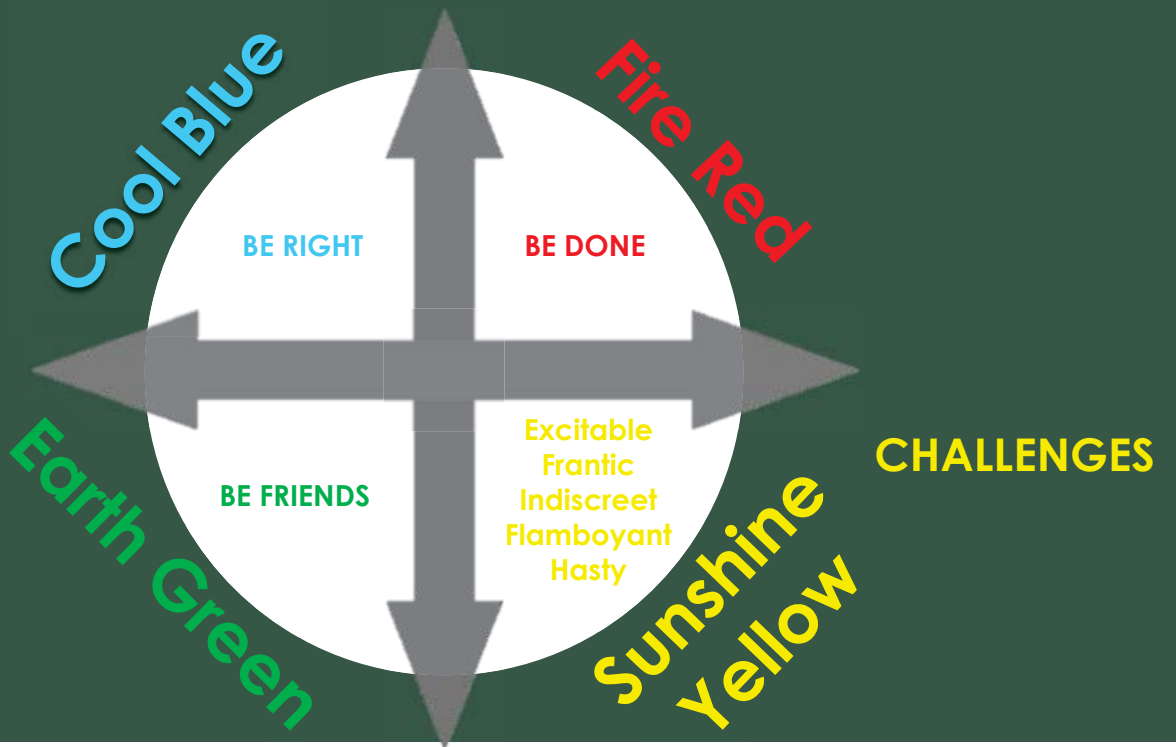 Cool Blue
Fire Red
BE RIGHT
BE DONE
Earth Green
BE FRIENDS
Excitable
Frantic
Indiscreet
Flamboyant
Hasty
Sunshine
Yellow
CHALLENGES